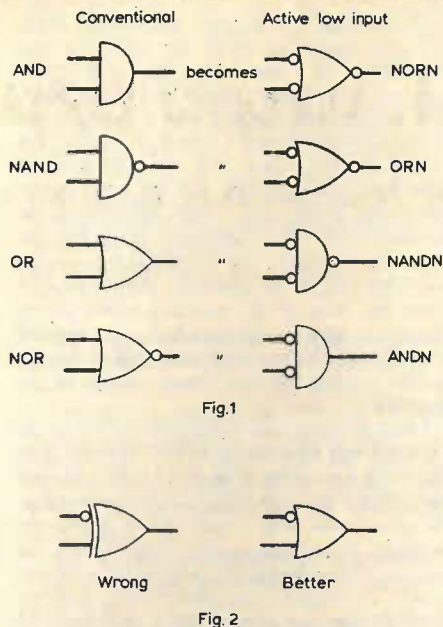 Conventional Active low input
AND becomes NORN
NAND " ORN
OR " NANDN
NOR " ANDN
Fig.1
Wrong Better
Fig. 2